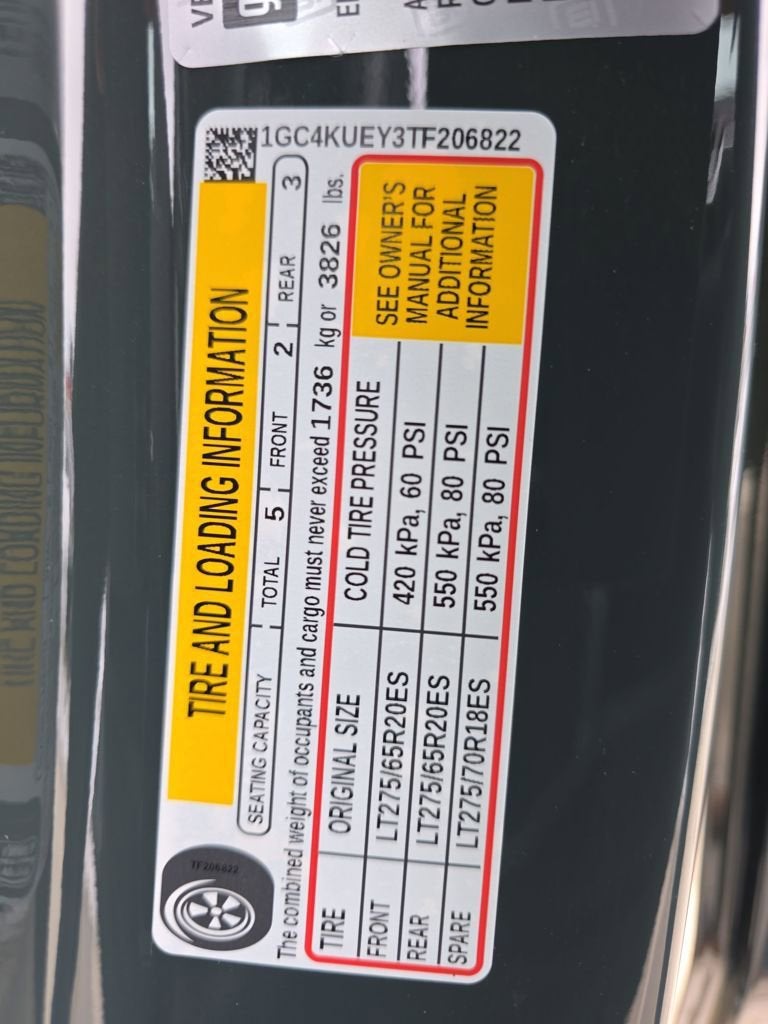 1GC4KUEY3TF206822
TIRE AND LOADING INFORMATION
SEATING CAPACITY TOTAL 5 FRONT 2 REAR 3
The combined weight of occupants and cargo must never exceed 1736 kg or 3826 lbs.
TIRE ORIGINAL SIZE COLD TIRE PRESSURE
FRONT LT275/65R20ES 420 kPa, 60 PSI
REAR LT275/65R20ES 550 kPa, 80 PSI
SPARE LT275/70R18ES 550 kPa, 80 PSI
SEE OWNER'S
MANUAL FOR
ADDITIONAL
INFORMATION
TF206822